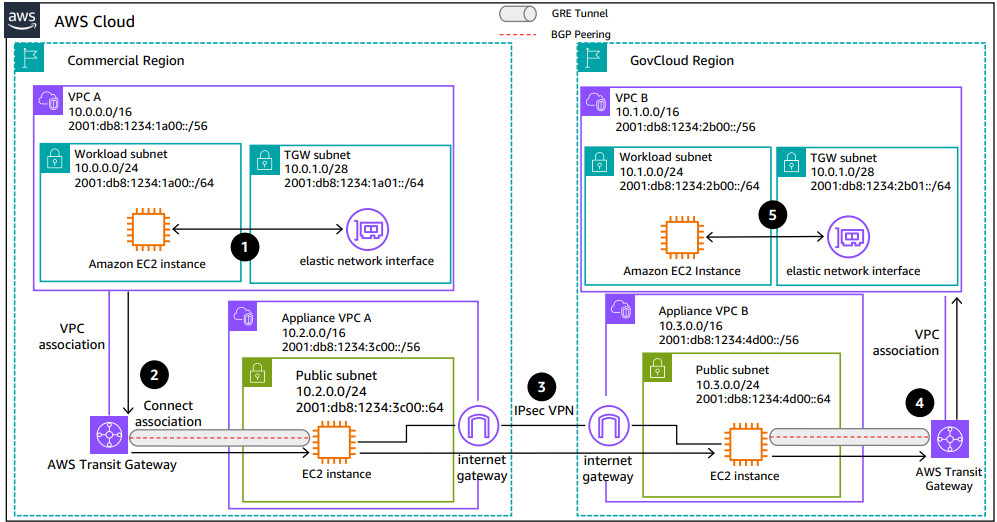 aws
AWS Cloud
GRE Tunnel
BGP Peering
Commercial Region
VPC A
10.0.0.0/16
2001:db8:1234:1a00::/56
Workload subnet
10.0.0.0/24
2001:db8:1234:1a00::/64
TGW subnet
10.0.1.0/28
2001:db8:1234:1a01::/64
Amazon EC2 instance
1
elastic network interface
VPC
association
2
Connect
association
AWS Transit Gateway
Appliance VPC A
10.2.0.0/16
2001:db8:1234:3c00::/56
Public subnet
10.2.0.0/24
2001:db8:1234:3c00::64
EC2 instance
internet
gateway
3
IPsec VPN
GovCloud Region
VPC B
10.1.0.0/16
2001:db8:1234:2b00::/56
Workload subnet
10.1.0.0/24
2001:db8:1234:2b00::/64
TGW subnet
10.0.1.0/28
2001:db8:1234:2b01::/64
5
Amazon EC2 Instance
elastic network interface
Appliance VPC B
10.3.0.0/16
2001:db8:1234:4d00::/56
Public subnet
10.3.0.0/24
2001:db8:1234:4d00::64
internet
gateway
EC2 instance
VPC
association
4
AWS Transit
Gateway